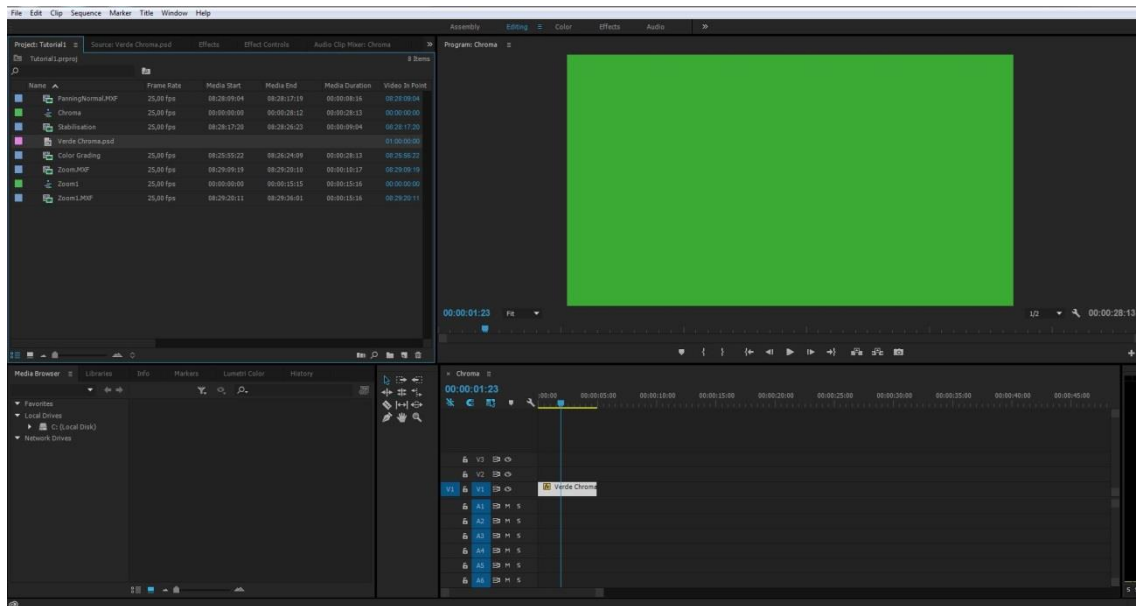 File Edit Clip Sequence Marker Title Window Help
Assembly Editing Color Effects Audio
Project: Tutorial1 Source: Verde Chroma.psd Effects Effect Controls Audio Clip Mixer: Chroma
Program: Chroma
Tutorial1.prproj 8 Items
Name Frame Rate Media Start Media End Media Duration Video In Point
PanningNormal.MXF 25,00 fps 08:28:09:04 08:28:17:19 00:00:08:16 08:28:09:04
Chroma 25,00 fps 00:00:00:00 00:00:28:12 00:00:28:13 00:00:00:00
Stabilisation 25,00 fps 08:28:17:20 08:28:26:23 00:00:09:04 08:28:17:20
Verde Chroma.psd 01:00:00:00
Color Grading 25,00 fps 08:25:55:22 08:26:24:09 00:00:28:13 08:25:55:22
Zoom.MXF 25,00 fps 08:29:09:19 08:29:20:10 00:00:10:17 08:29:09:19
Zoom1 25,00 fps 00:00:00:00 00:00:15:15 00:00:15:16 00:00:00:00
Zoom1.MXF 25,00 fps 08:29:20:11 08:29:36:01 00:00:15:16 08:29:20:11
00:00:01:23 Fit 1/2 00:00:28:13
Media Browser Libraries Info Markers Lumetri Color History
Favorites
Local Drives
C: (Local Disk)
Network Drives
Chroma
00:00:01:23
:00:00 00:00:05:00 00:00:10:00 00:00:15:00 00:00:20:00 00:00:25:00 00:00:30:00 00:00:35:00 00:00:40:00 00:00:45:00
V3
V2
V1 V1 Verde Chroma
A1 M S
A2 M S
A3 M S
A4 M S
A5 M S
A6 M S
S S